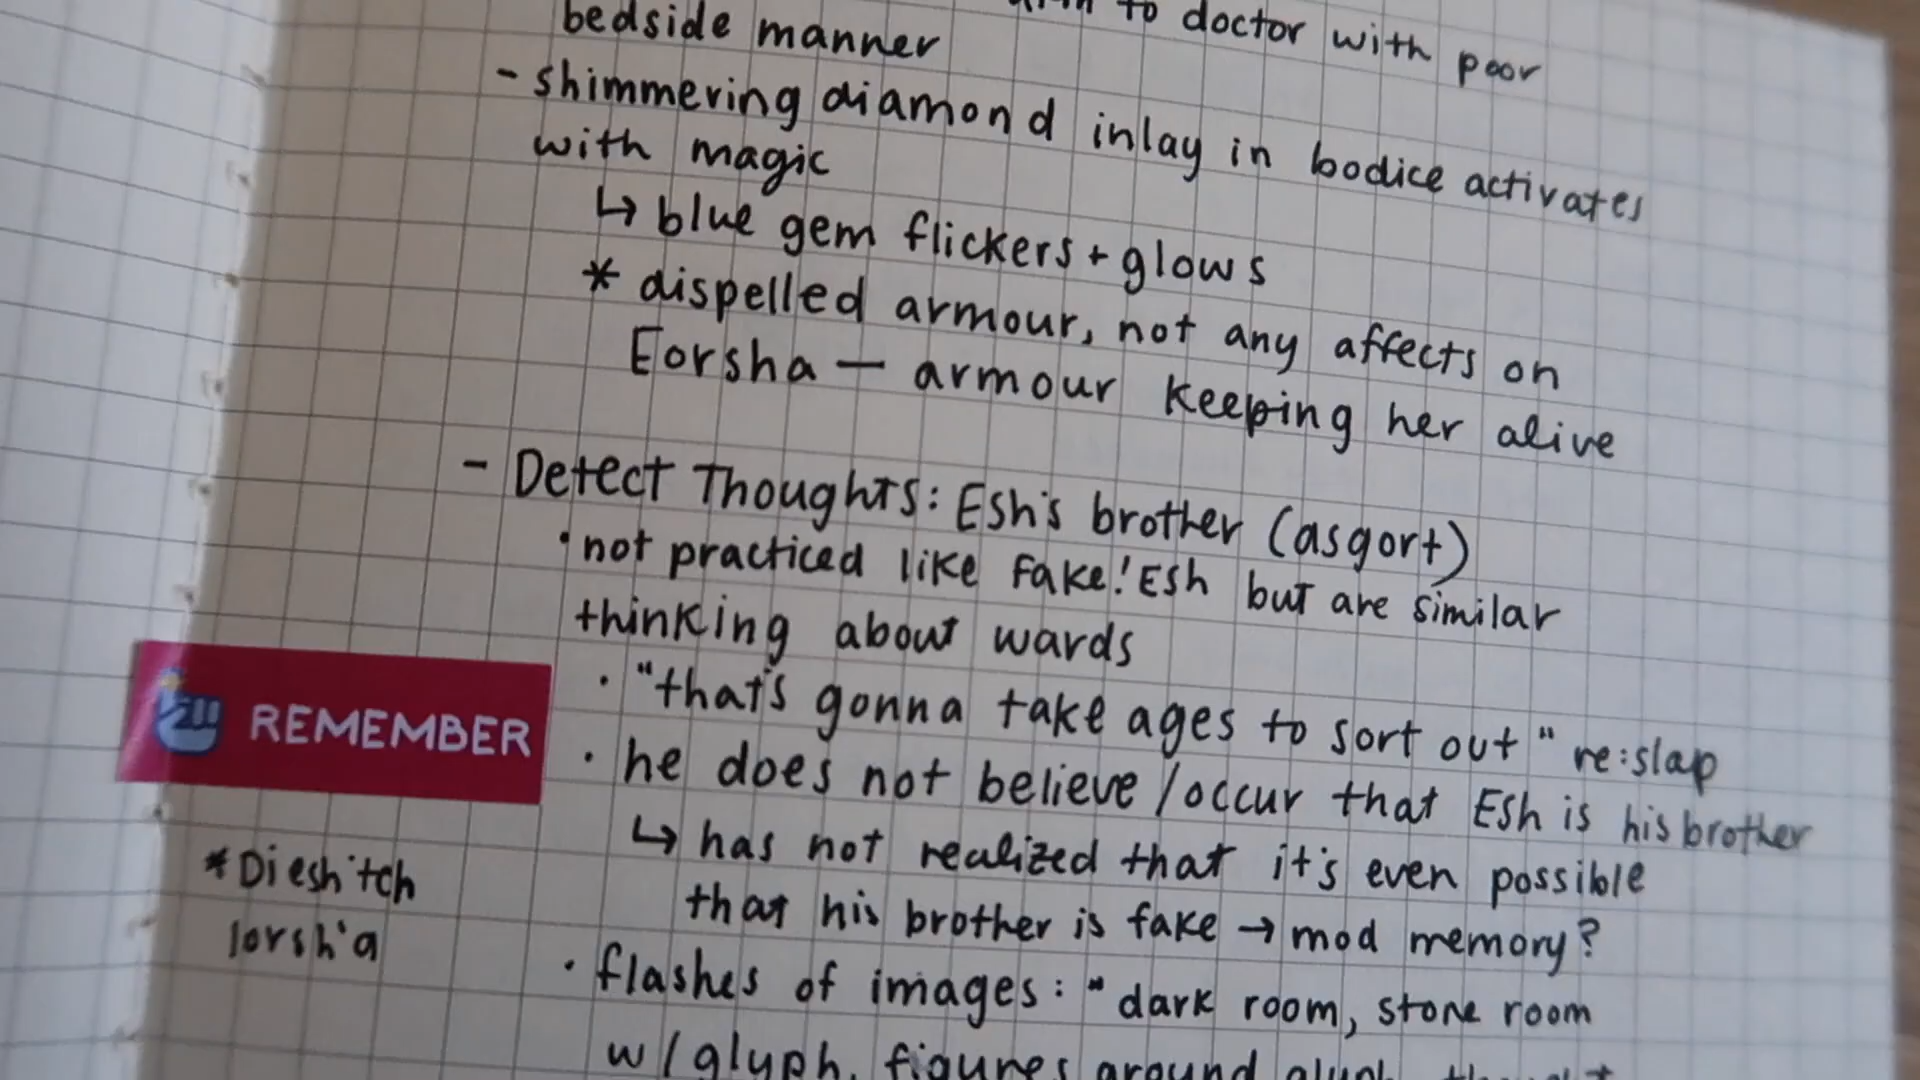 to doctor with poor
bedside manner
- shimmering diamond inlay in bodice activates
with magic
↳ blue gem flickers + glows
* dispelled armour, not any affects on
Eorsha — armour keeping her alive
- Detect Thoughts: Esh's brother (asgort)
· not practiced like Fake! Esh but are similar
thinking about wards
· "that's gonna take ages to sort out" re: slap
REMEMBER
· he does not believe / occur that Esh is his brother
↳ has not realized that it's even possible
that his brother is fake → mod memory?
* Diesh'tch
lorsh'a
· flashes of images: "dark room, stone room
w/ glyph, figures around glyph